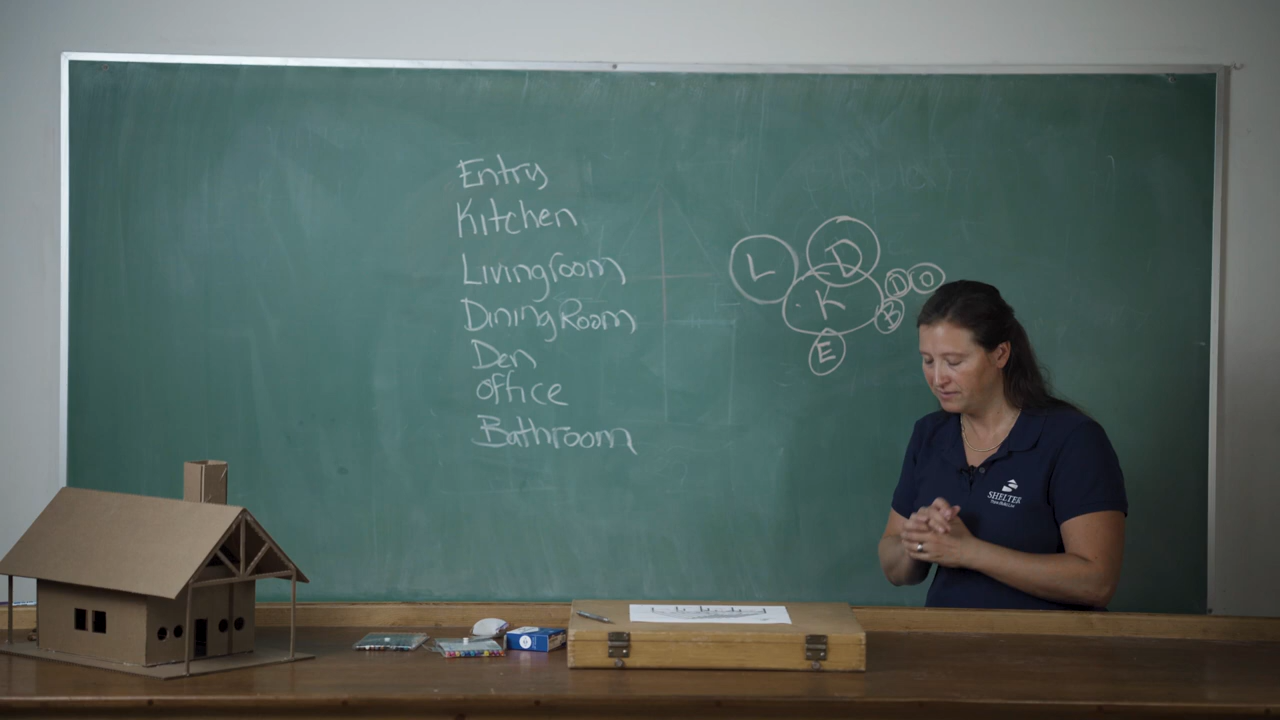 Entry
Kitchen
Livingroom
Dining Room
Den
office
Bathroom
L
D
K
D
O
B
E
SHELTER